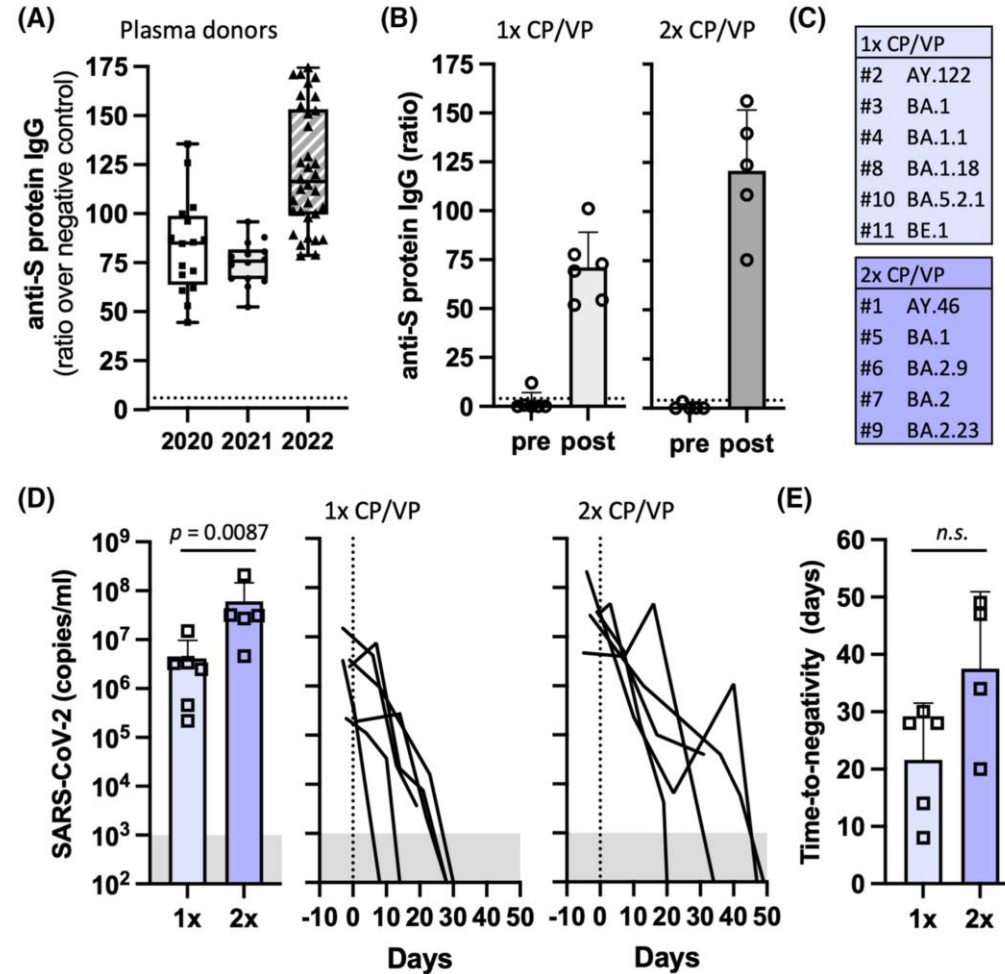 (A)
Plasma donors
anti-S protein IgG
(ratio over negative control)
175
150
125
100
75
50
25
0
2020 2021 2022
(B)
1x CP/VP 2x CP/VP
anti-S protein IgG (ratio)
175
150
125
100
75
50
25
0
pre post pre post
(C)
1x CP/VP
#2 AY.122
#3 BA.1
#4 BA.1.1
#8 BA.1.18
#10 BA.5.2.1
#11 BE.1
2x CP/VP
#1 AY.46
#5 BA.1
#6 BA.2.9
#7 BA.2
#9 BA.2.23
(D)
p = 0.0087
SARS-CoV-2 (copies/ml)
10⁹
10⁸
10⁷
10⁶
10⁵
10⁴
10³
10²
1x 2x
1x CP/VP
-10 0 10 20 30 40 50
Days
2x CP/VP
-10 0 10 20 30 40 50
Days
(E)
n.s.
Time-to-negativity (days)
60
50
40
30
20
10
0
1x 2x